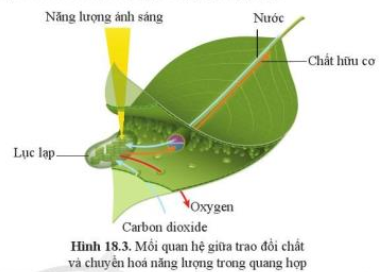 Năng lượng ánh sáng
Nước
Chất hữu cơ
Lục lạp
Oxygen
Carbon dioxide
Hình 18.3. Mối quan hệ giữa trao đổi chất
và chuyển hoá năng lượng trong quang hợp